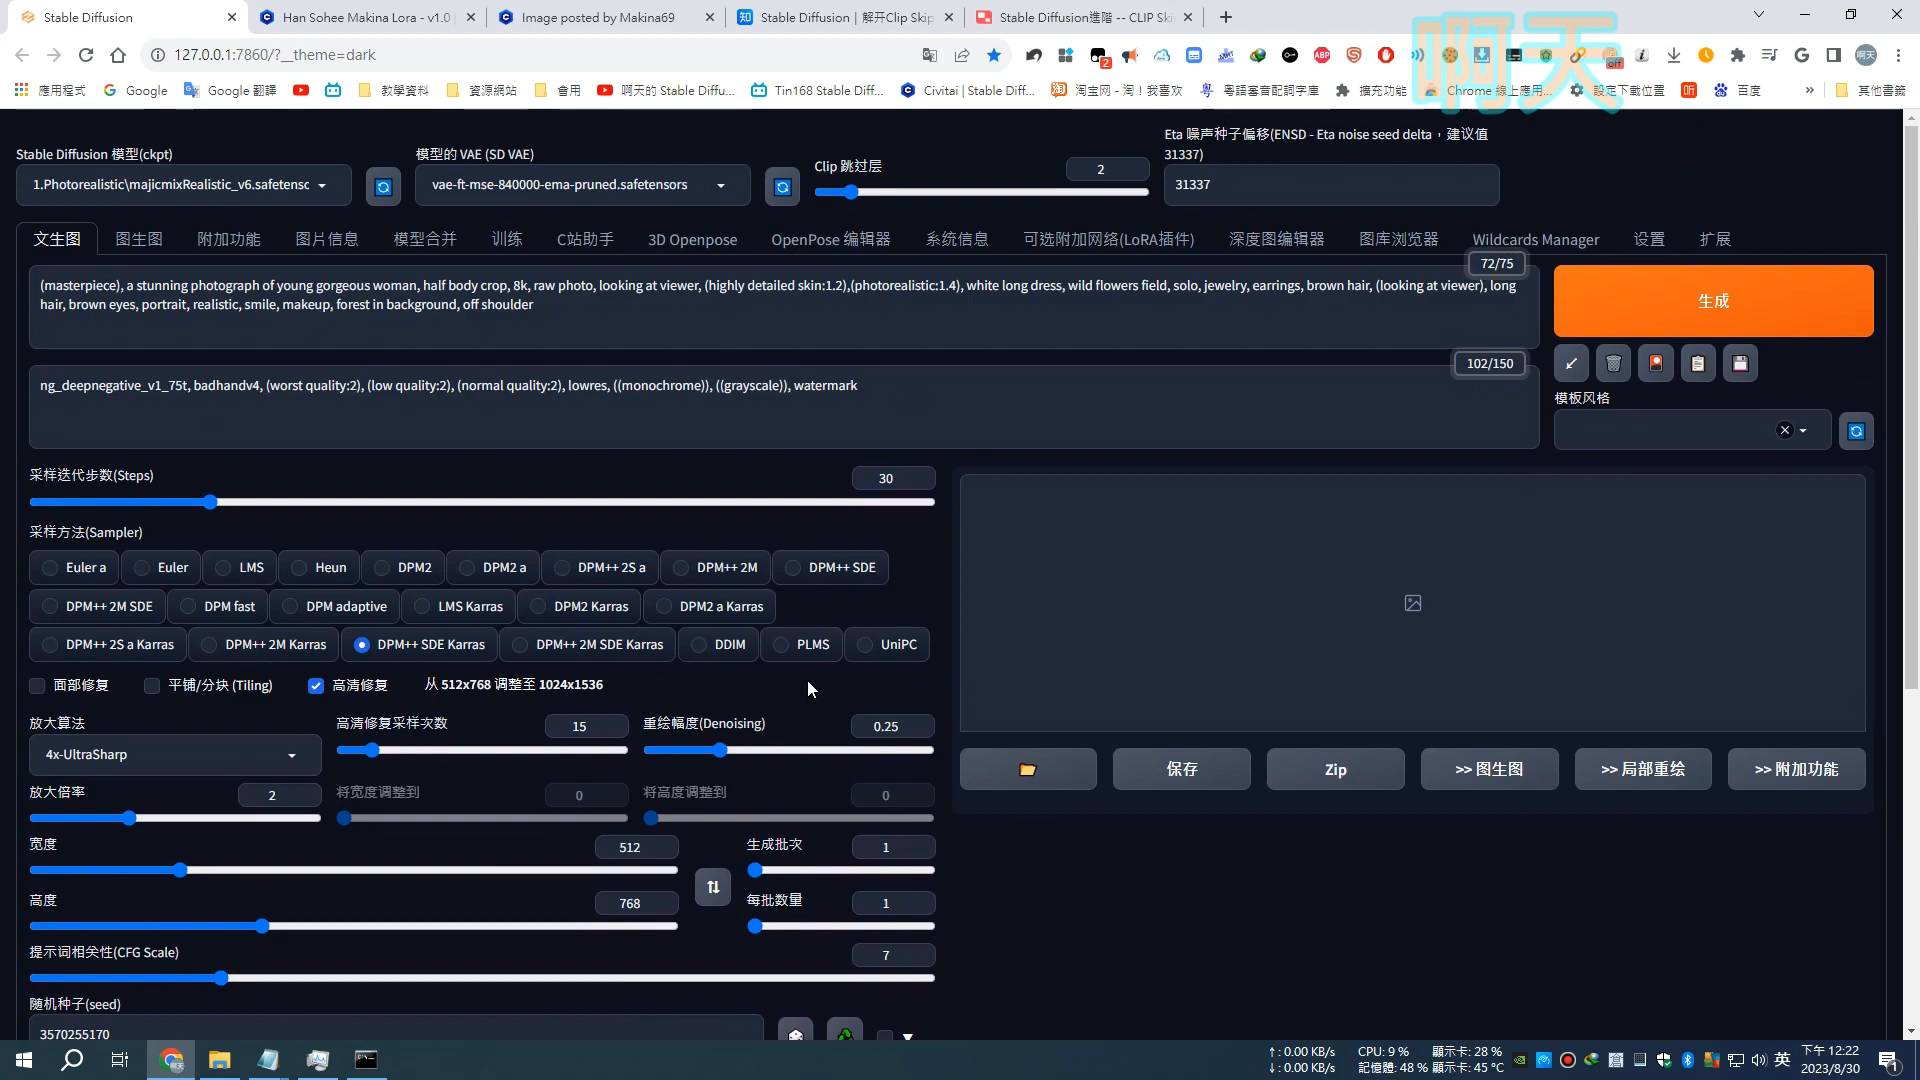 Stable Diffusion
Han Sohee Makina Lora - v1.0
Image posted by Makina69
Stable Diffusion｜解开Clip Skip
Stable Diffusion進階 -- CLIP Sk
127.0.0.1:7860/?__theme=dark
應用程式
Google
Google 翻譯
教學資料
資源網站
會用
啊天的 Stable Diffu...
Tin168 Stable Diff...
Civitai | Stable Diff...
淘宝网 - 淘！我喜欢
粵語審音配詞字庫
擴充功能
Chrome 線上應用...
設定下載位置
百度
»
其他書籤
啊天
Stable Diffusion 模型(ckpt)
1.Photorealistic\majicmixRealistic_v6.safetensc
模型的 VAE (SD VAE)
vae-ft-mse-840000-ema-pruned.safetensors
Clip 跳过层
2
Eta 噪声种子偏移(ENSD - Eta noise seed delta，建议值
31337)
31337
文生图
图生图
附加功能
图片信息
模型合并
训练
C站助手
3D Openpose
OpenPose 编辑器
系统信息
可选附加网络(LoRA插件)
深度图编辑器
图库浏览器
Wildcards Manager
设置
扩展
72/75
(masterpiece), a stunning photograph of young gorgeous woman, half body crop, 8k, raw photo, looking at viewer, (highly detailed skin:1.2),(photorealistic:1.4), white long dress, wild flowers field, solo, jewelry, earrings, brown hair, (looking at viewer), long
hair, brown eyes, portrait, realistic, smile, makeup, forest in background, off shoulder
生成
102/150
ng_deepnegative_v1_75t, badhandv4, (worst quality:2), (low quality:2), (normal quality:2), lowres, ((monochrome)), ((grayscale)), watermark
模板风格
采样迭代步数(Steps)
30
采样方法(Sampler)
Euler a
Euler
LMS
Heun
DPM2
DPM2 a
DPM++ 2S a
DPM++ 2M
DPM++ SDE
DPM++ 2M SDE
DPM fast
DPM adaptive
LMS Karras
DPM2 Karras
DPM2 a Karras
DPM++ 2S a Karras
DPM++ 2M Karras
DPM++ SDE Karras
DPM++ 2M SDE Karras
DDIM
PLMS
UniPC
面部修复
平铺/分块 (Tiling)
高清修复
从 512x768 调整至 1024x1536
放大算法
4x-UltraSharp
高清修复采样次数
15
重绘幅度(Denoising)
0.25
保存
Zip
>> 图生图
>> 局部重绘
>> 附加功能
放大倍率
2
将宽度调整到
0
将高度调整到
0
宽度
512
生成批次
1
高度
768
每批数量
1
提示词相关性(CFG Scale)
7
随机种子(seed)
3570255170
↑: 0.00 KB/s
↓: 0.00 KB/s
CPU: 9 %
記憶體: 48 %
顯示卡: 28 %
顯示卡: 45 °C
英
下午 12:22
2023/8/30